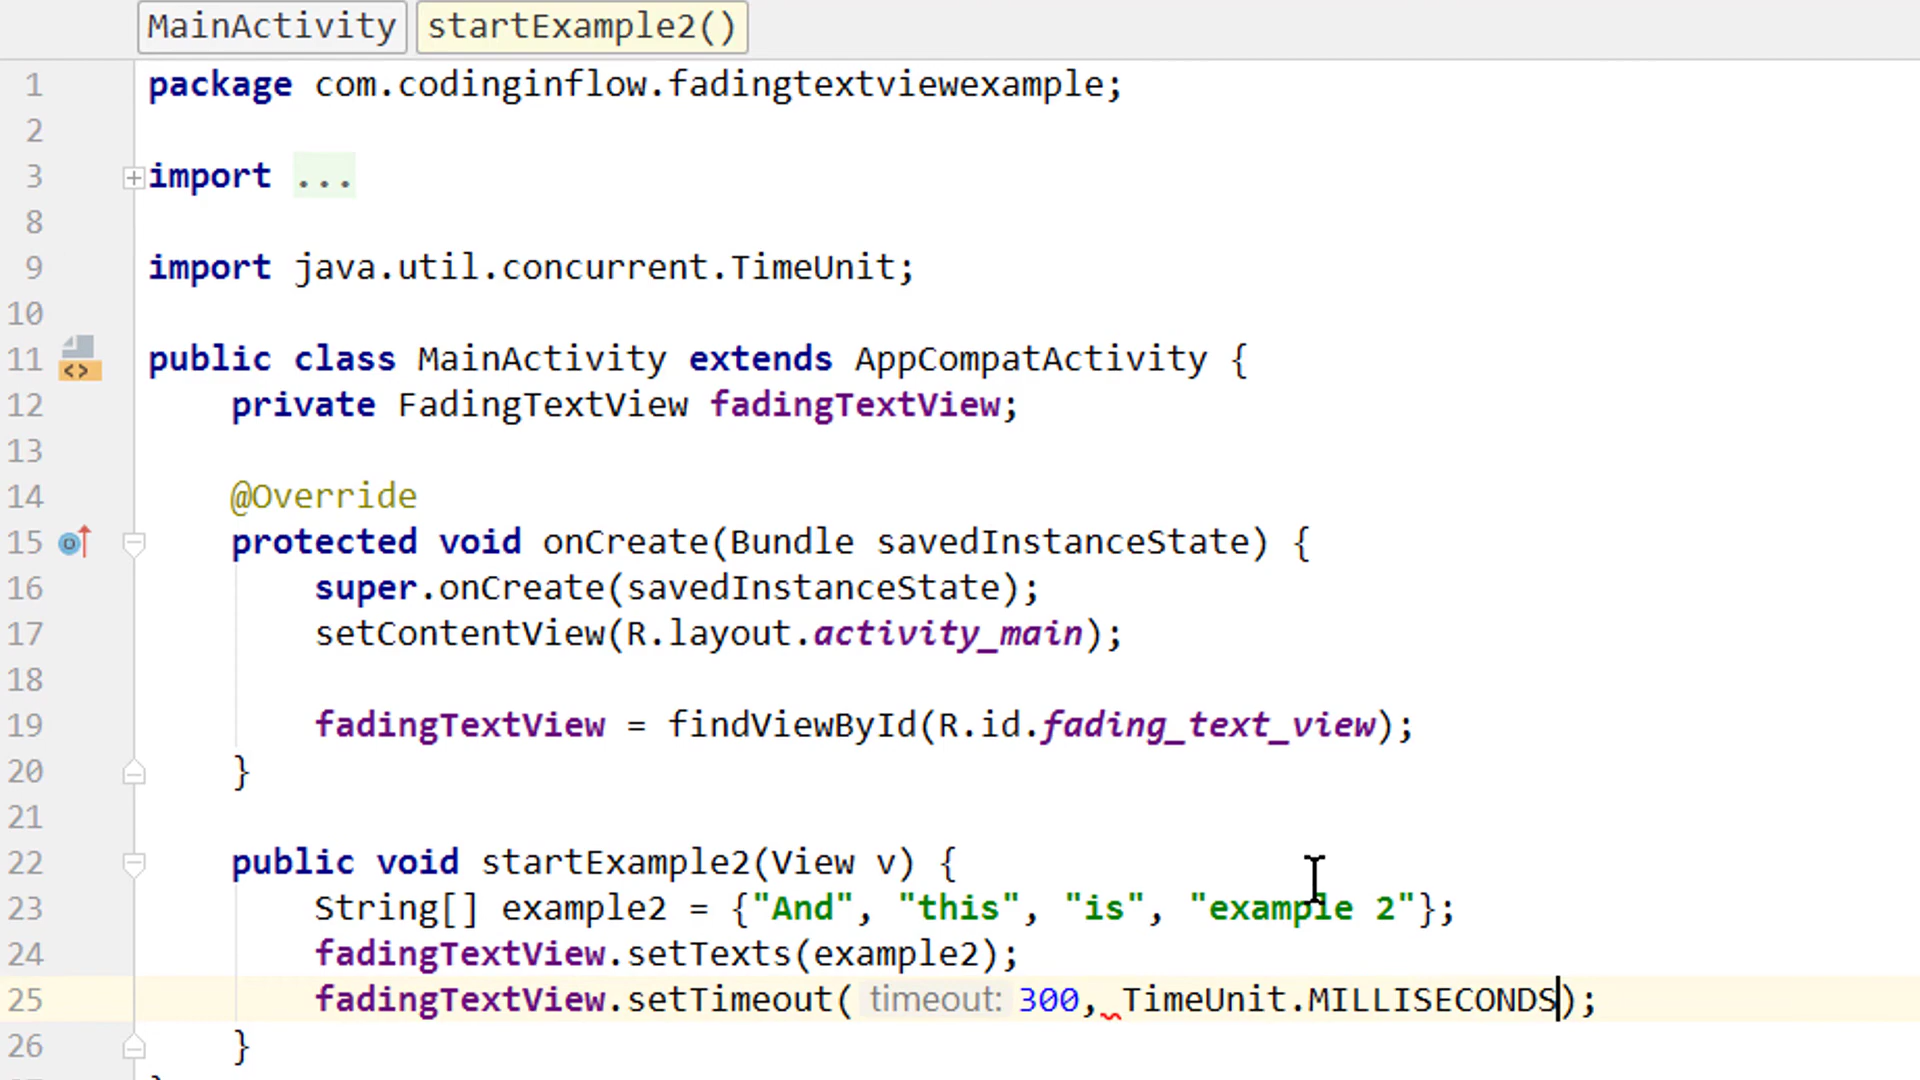 MainActivity startExample2()
1 package com.codinginflow.fadingtextviewexample;
2
3 import ...
8
9 import java.util.concurrent.TimeUnit;
10
11 public class MainActivity extends AppCompatActivity {
12 private FadingTextView fadingTextView;
13
14 @Override
15 protected void onCreate(Bundle savedInstanceState) {
16 super.onCreate(savedInstanceState);
17 setContentView(R.layout.activity_main);
18
19 fadingTextView = findViewById(R.id.fading_text_view);
20 }
21
22 public void startExample2(View v) {
23 String[] example2 = {"And", "this", "is", "example 2"};
24 fadingTextView.setTexts(example2);
25 fadingTextView.setTimeout( timeout: 300, TimeUnit.MILLISECONDS);
26 }